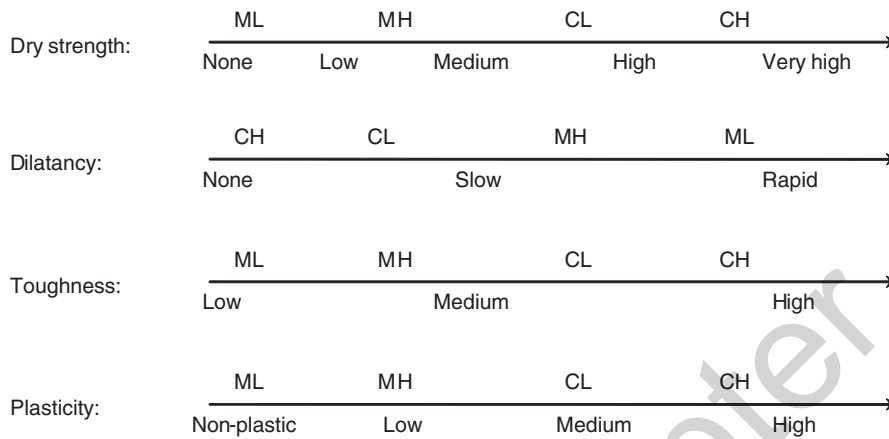 ML MH CL CH
Dry strength:
None Low Medium High Very high
CH CL MH ML
Dilatancy:
None Slow Rapid
ML MH CL CH
Toughness:
Low Medium High
ML MH CL CH
Plasticity:
Non-plastic Low Medium High